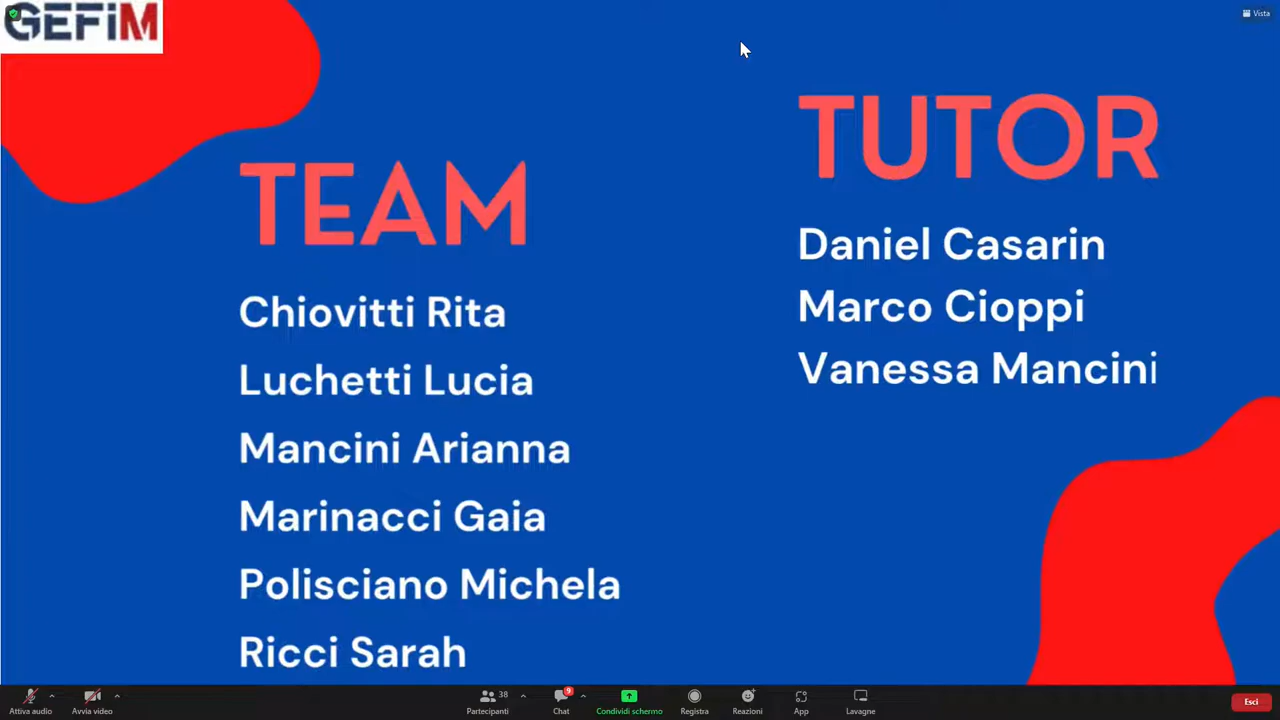 GEFiM
Vista
TEAM
Chiovitti Rita
Luchetti Lucia
Mancini Arianna
Marinacci Gaia
Polisciano Michela
Ricci Sarah
TUTOR
Daniel Casarin
Marco Cioppi
Vanessa Mancini
Attiva audio
Avvia video
38
Partecipanti
9
Chat
Condividi schermo
Registra
Reazioni
App
Lavagne
Esci